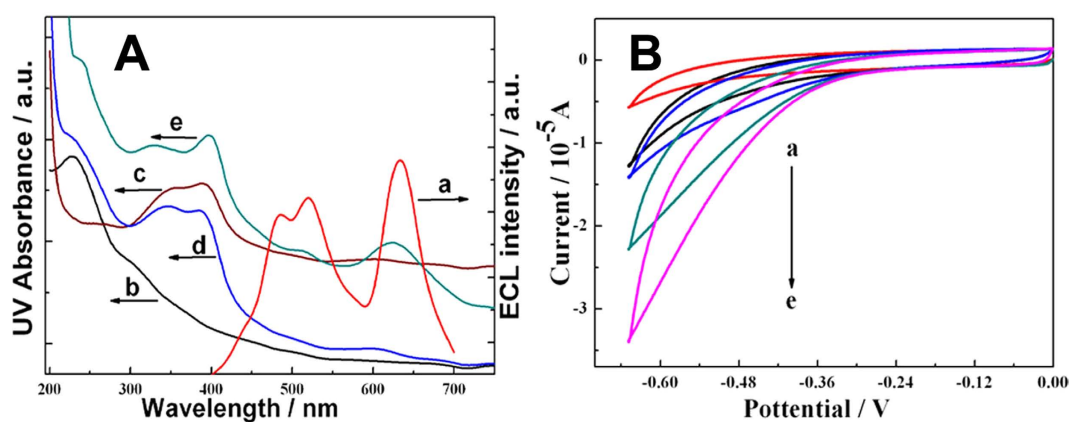 A
UV Absorbance / a.u.
e
c
d
b
a
200 300 400 500 600 700
Wavelength / nm
ECL intensity / a.u.
B
Current / 10⁻⁵ A
0
-1
-2
-3
a
e
-0.60 -0.48 -0.36 -0.24 -0.12 0.00
Pottential / V